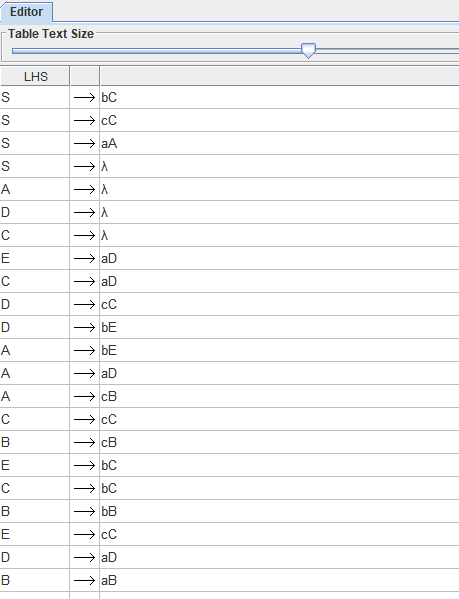 Editor
Table Text Size
LHS
S → bC
S → cC
S → aA
S → λ
A → λ
D → λ
C → λ
E → aD
C → aD
D → cC
D → bE
A → bE
A → aD
A → cB
C → cC
B → cB
E → bC
C → bC
B → bB
E → cC
D → aD
B → aB